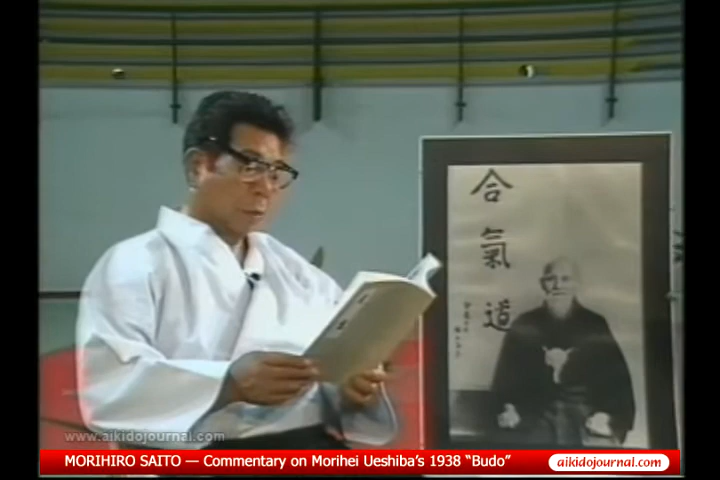 合
氣
道
www.aikidojournal.com
MORIHIRO SAITO — Commentary on Morihei Ueshiba's 1938 “Budo”
aikidojournal.com